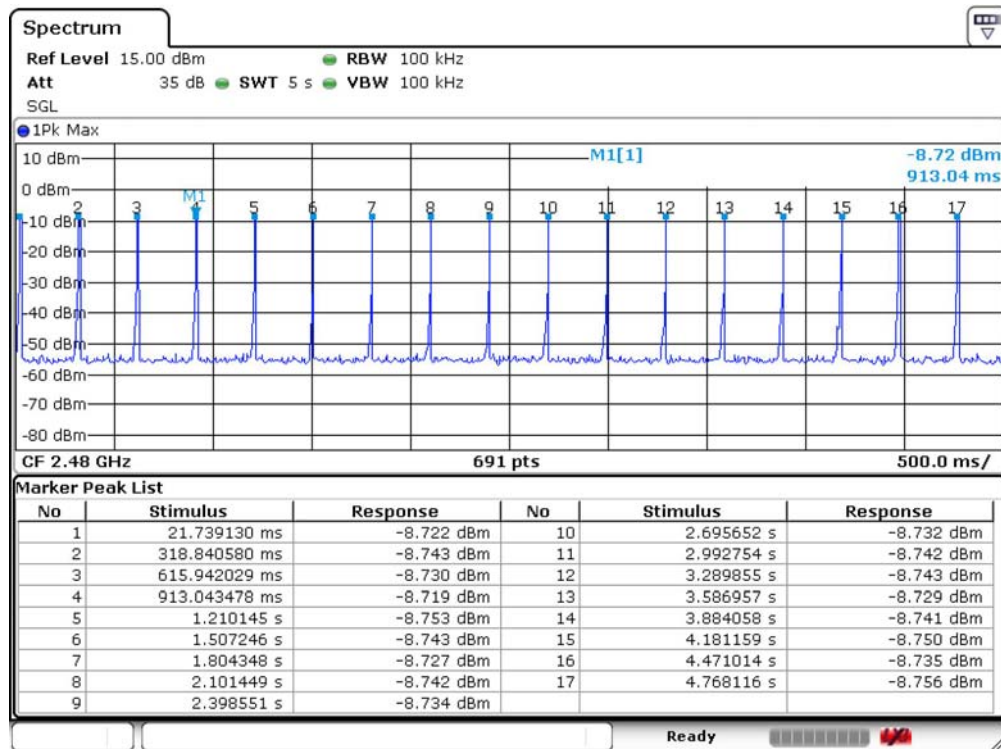 Spectrum
Ref Level 15.00 dBm RBW 100 kHz
Att 35 dB SWT 5 s VBW 100 kHz
SGL
1Pk Max
10 dBm M1[1] -8.72 dBm
913.04 ms
0 dBm
M1
2 3 4 5 6 7 8 9 10 11 12 13 14 15 16 17
-10 dBm
-20 dBm
-30 dBm
-40 dBm
-50 dBm
-60 dBm
-70 dBm
-80 dBm
CF 2.48 GHz 691 pts 500.0 ms/
Marker Peak List
No Stimulus Response No Stimulus Response
1 21.739130 ms -8.722 dBm 10 2.695652 s -8.732 dBm
2 318.840580 ms -8.743 dBm 11 2.992754 s -8.742 dBm
3 615.942029 ms -8.730 dBm 12 3.289855 s -8.743 dBm
4 913.043478 ms -8.719 dBm 13 3.586957 s -8.729 dBm
5 1.210145 s -8.753 dBm 14 3.884058 s -8.741 dBm
6 1.507246 s -8.743 dBm 15 4.181159 s -8.750 dBm
7 1.804348 s -8.727 dBm 16 4.471014 s -8.735 dBm
8 2.101449 s -8.742 dBm 17 4.768116 s -8.756 dBm
9 2.398551 s -8.734 dBm
Ready